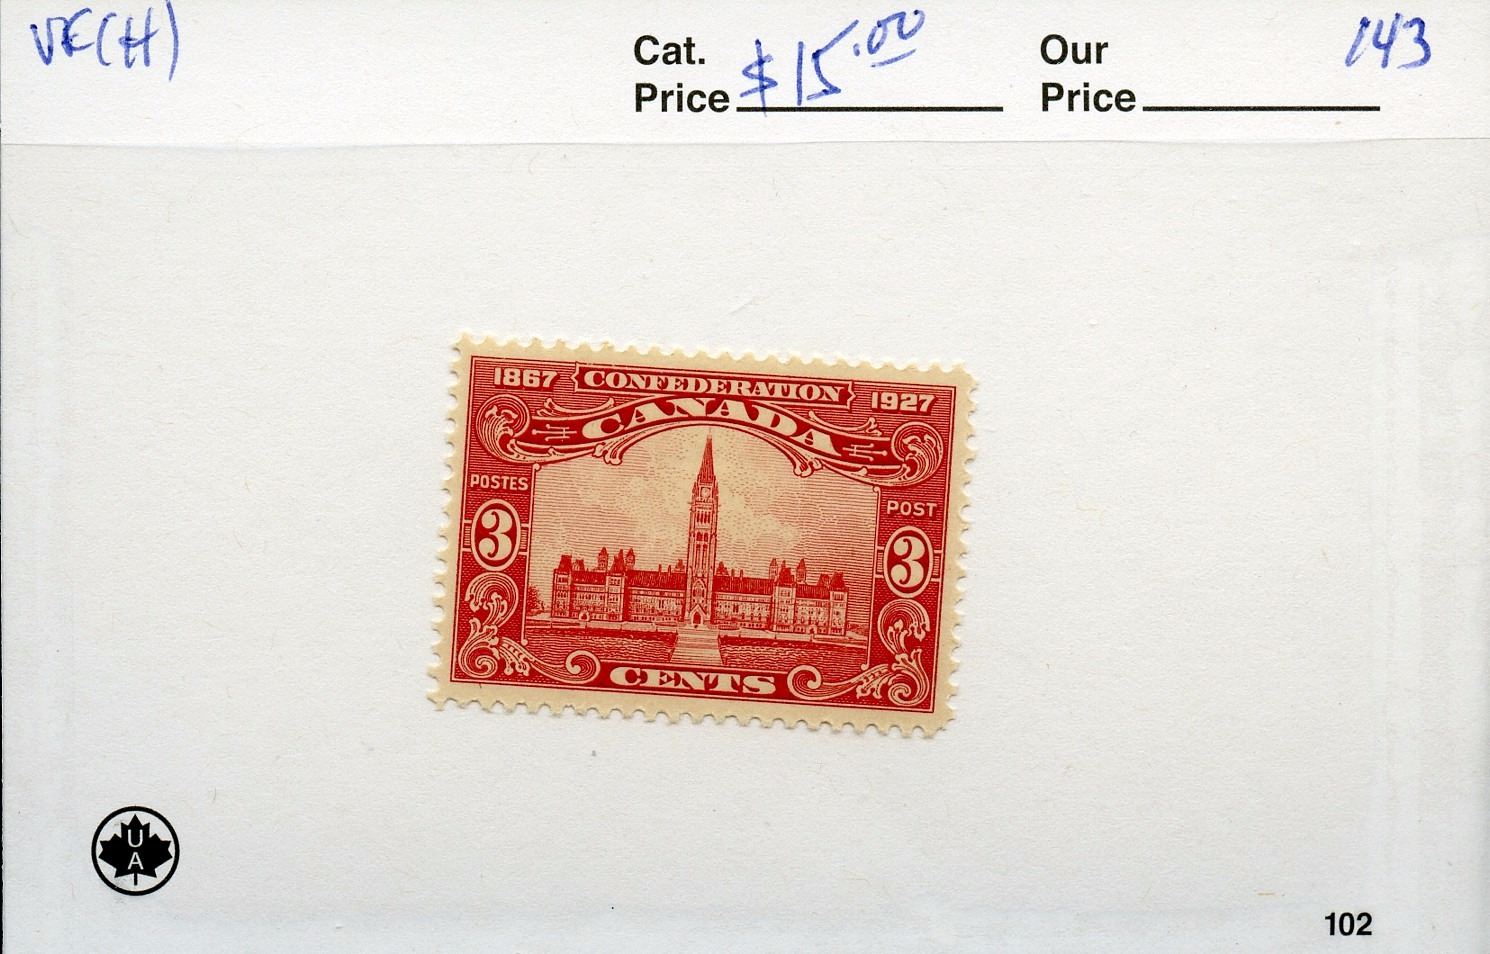 VF(H)
Cat.
Price $15.00
Our
Price
143
1867 CONFEDERATION 1927
CANADA
POSTES POST
3 3
CENTS
U
A
102